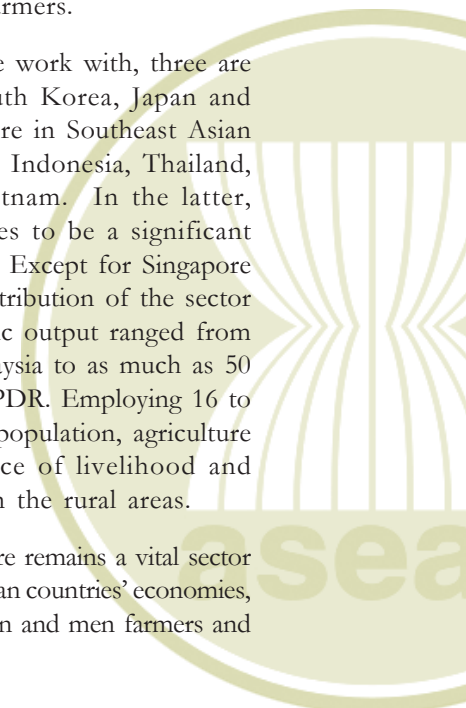 armers.
e work with, three are
uth Korea, Japan and
re in Southeast Asian
Indonesia, Thailand,
tnam. In the latter,
es to be a significant
Except for Singapore
tribution of the sector
ic output ranged from
aysia to as much as 50
PDR. Employing 16 to
population, agriculture
ce of livelihood and
n the rural areas.
re remains a vital sector
an countries' economies,
n and men farmers and
asea